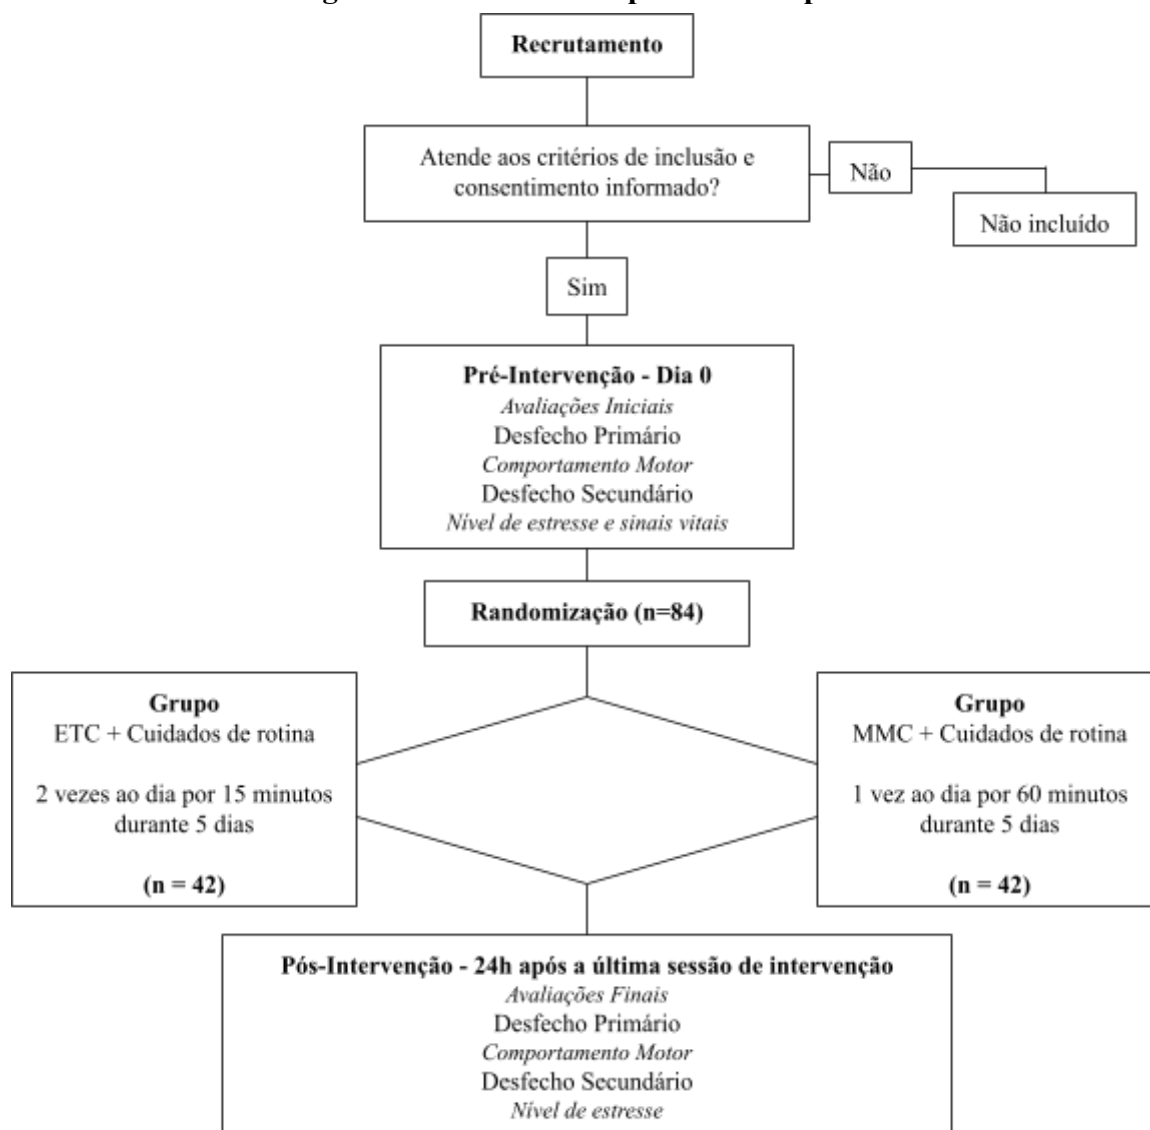 Recrutamento
Atende aos critérios de inclusão e
consentimento informado?
Não
Não incluído
Sim
Pré-Intervenção - Dia 0
Avaliações Iniciais
Desfecho Primário
Comportamento Motor
Desfecho Secundário
Nível de estresse e sinais vitais
Randomização (n=84)
Grupo
ETC + Cuidados de rotina
2 vezes ao dia por 15 minutos
durante 5 dias
(n = 42)
Grupo
MMC + Cuidados de rotina
1 vez ao dia por 60 minutos
durante 5 dias
(n = 42)
Pós-Intervenção - 24h após a última sessão de intervenção
Avaliações Finais
Desfecho Primário
Comportamento Motor
Desfecho Secundário
Nível de estresse